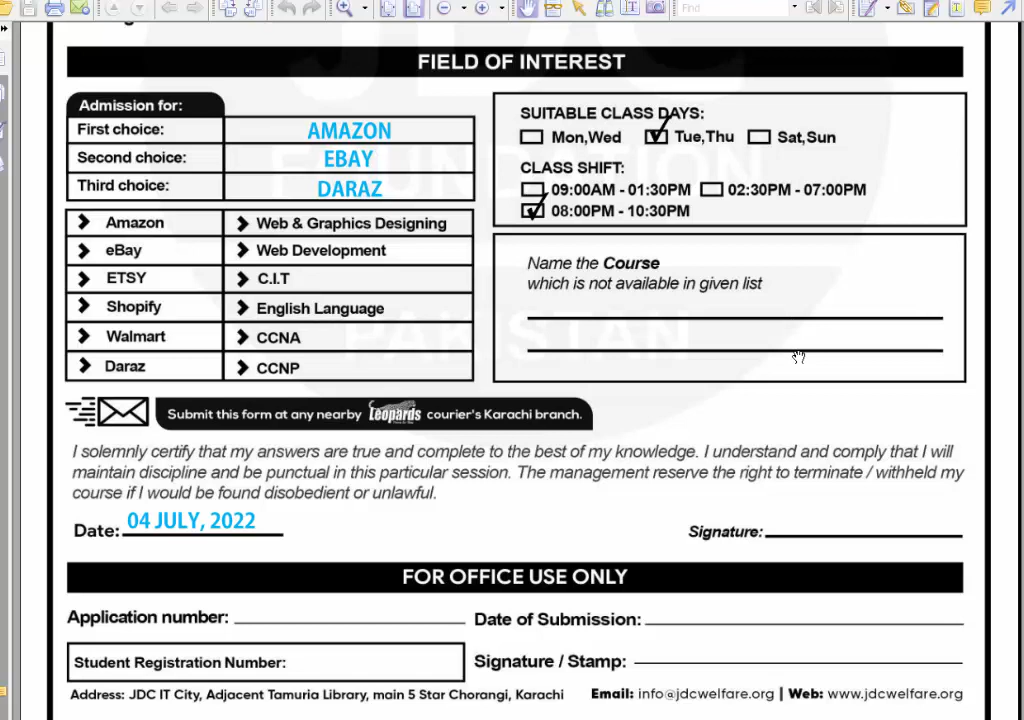 Find
FIELD OF INTEREST
Admission for:
First choice: AMAZON
Second choice: EBAY
Third choice: DARAZ
Amazon Web & Graphics Designing
eBay Web Development
ETSY C.I.T
Shopify English Language
Walmart CCNA
Daraz CCNP
SUITABLE CLASS DAYS:
Mon,Wed Tue,Thu Sat,Sun
CLASS SHIFT:
09:00AM - 01:30PM 02:30PM - 07:00PM
08:00PM - 10:30PM
Name the Course
which is not available in given list
JDC
FOUNDATION
PAKISTAN
Submit this form at any nearby Leopards courier's Karachi branch.
I solemnly certify that my answers are true and complete to the best of my knowledge. I understand and comply that I will
maintain discipline and be punctual in this particular session. The management reserve the right to terminate / withheld my
course if I would be found disobedient or unlawful.
Date: 04 JULY, 2022 Signature:
FOR OFFICE USE ONLY
Application number: Date of Submission:
Student Registration Number: Signature / Stamp:
Address: JDC IT City, Adjacent Tamuria Library, main 5 Star Chorangi, Karachi Email: info@jdcwelfare.org | Web: www.jdcwelfare.org